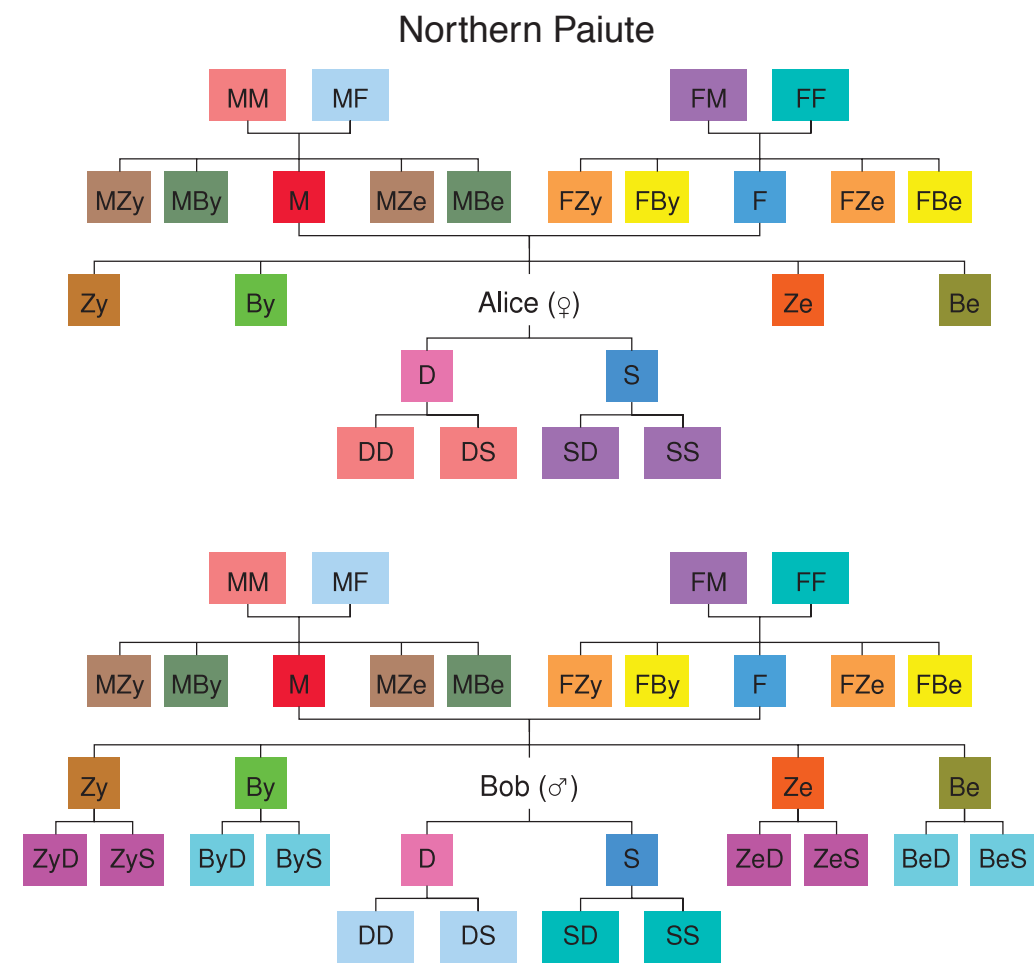 Northern Paiute
MM MF FM FF
MZy MBy M MZe MBe FZy FBy F FZe FBe
Zy By Alice (♀) Ze Be
D S
DD DS SD SS
MM MF FM FF
MZy MBy M MZe MBe FZy FBy F FZe FBe
Zy By Bob (♂) Ze Be
ZyD ZyS ByD ByS D S ZeD ZeS BeD BeS
DD DS SD SS